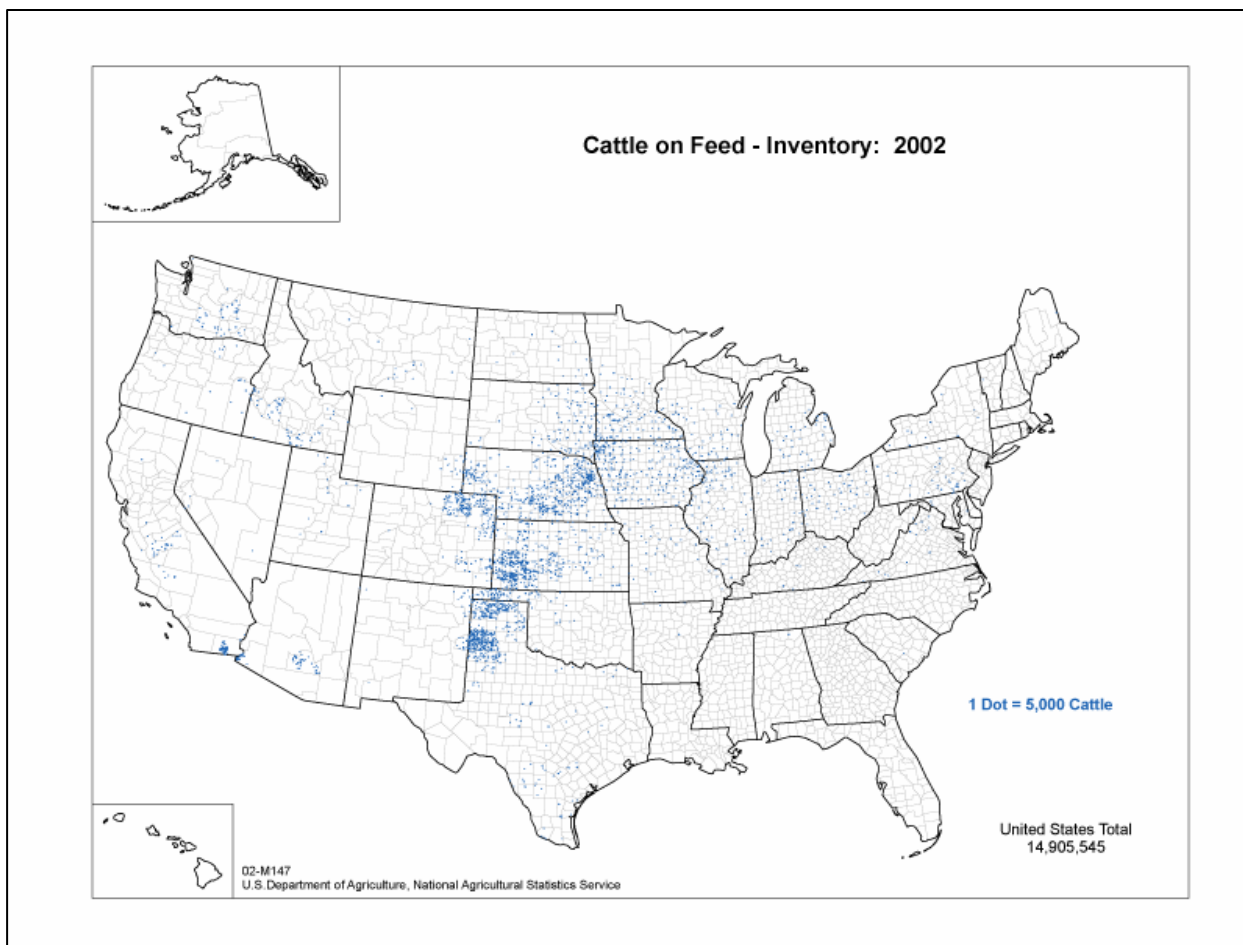 Cattle on Feed - Inventory: 2002
1 Dot = 5,000 Cattle
United States Total
14,905,545
02-M147
U.S.Department of Agriculture, National Agricultural Statistics Service